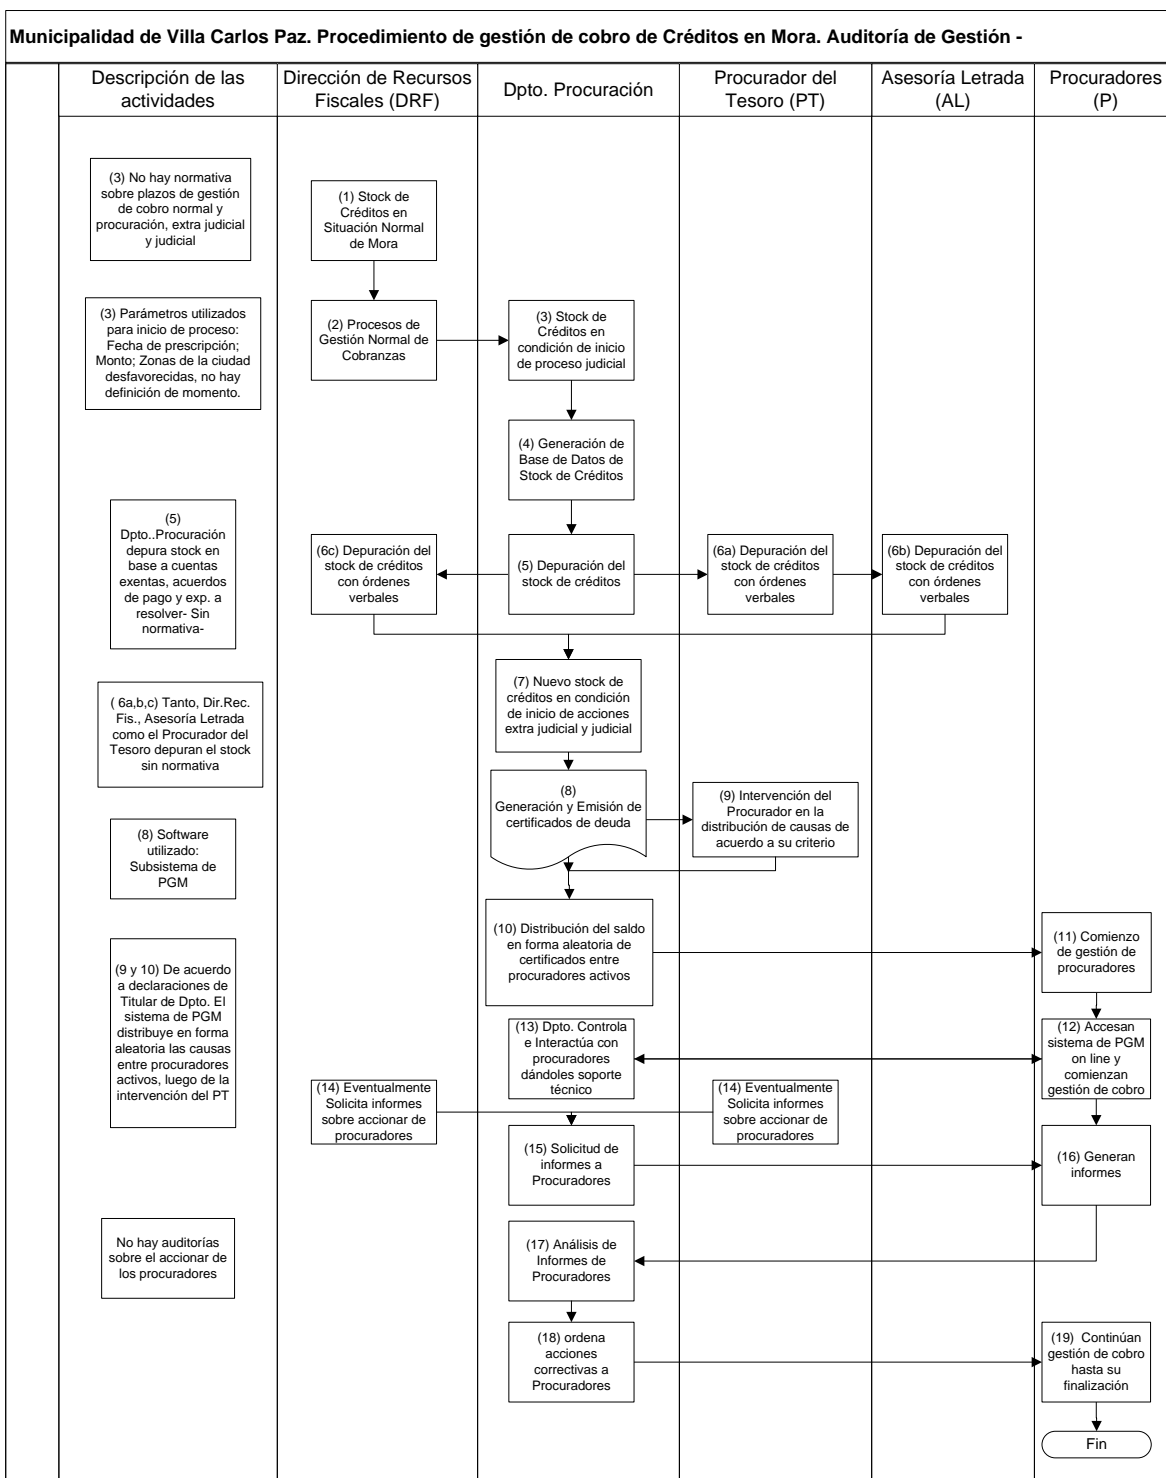 Municipalidad de Villa Carlos Paz. Procedimiento de gestión de cobro de Créditos en Mora. Auditoría de Gestión -
Descripción de las
actividades
Dirección de Recursos
Fiscales (DRF)
Dpto. Procuración
Procurador del
Tesoro (PT)
Asesoría Letrada
(AL)
Procuradores
(P)
(3) No hay normativa
sobre plazos de gestión
de cobro normal y
procuración, extra judicial
y judicial
(1) Stock de
Créditos en
Situación Normal
de Mora
(3) Parámetros utilizados
para inicio de proceso:
Fecha de prescripción;
Monto; Zonas de la ciudad
desfavorecidas, no hay
definición de momento.
(2) Procesos de
Gestión Normal de
Cobranzas
(3) Stock de
Créditos en
condición de inicio
de proceso judicial
(4) Generación de
Base de Datos de
Stock de Créditos
(5)
Dpto..Procuración
depura stock en
base a cuentas
exentas, acuerdos
de pago y exp. a
resolver- Sin
normativa-
(6c) Depuración del
stock de créditos
con órdenes
verbales
(5) Depuración del
stock de créditos
(6a) Depuración del
stock de créditos
con órdenes
verbales
(6b) Depuración del
stock de créditos
con órdenes
verbales
(7) Nuevo stock de
créditos en condición
de inicio de acciones
extra judicial y judicial
( 6a,b,c) Tanto, Dir.Rec.
Fis., Asesoría Letrada
como el Procurador del
Tesoro depuran el stock
sin normativa
(8)
Generación y Emisión de
certificados de deuda
(9) Intervención del
Procurador en la
distribución de causas de
acuerdo a su criterio
(8) Software
utilizado:
Subsistema de
PGM
(10) Distribución del saldo
en forma aleatoria de
certificados entre
procuradores activos
(11) Comienzo
de gestión de
procuradores
(9 y 10) De acuerdo
a declaraciones de
Titular de Dpto. El
sistema de PGM
distribuye en forma
aleatoria las causas
entre procuradores
activos, luego de la
intervención del PT
(13) Dpto. Controla
e Interactúa con
procuradores
dándoles soporte
técnico
(12) Accesan
sistema de PGM
on line y
comienzan
gestión de cobro
(14) Eventualmente
Solicita informes
sobre accionar de
procuradores
(14) Eventualmente
Solicita informes
sobre accionar de
procuradores
(15) Solicitud de
informes a
Procuradores
(16) Generan
informes
No hay auditorías
sobre el accionar de
los procuradores
(17) Análisis de
Informes de
Procuradores
(18) ordena
acciones
correctivas a
Procuradores
(19) Continúan
gestión de cobro
hasta su
finalización
Fin